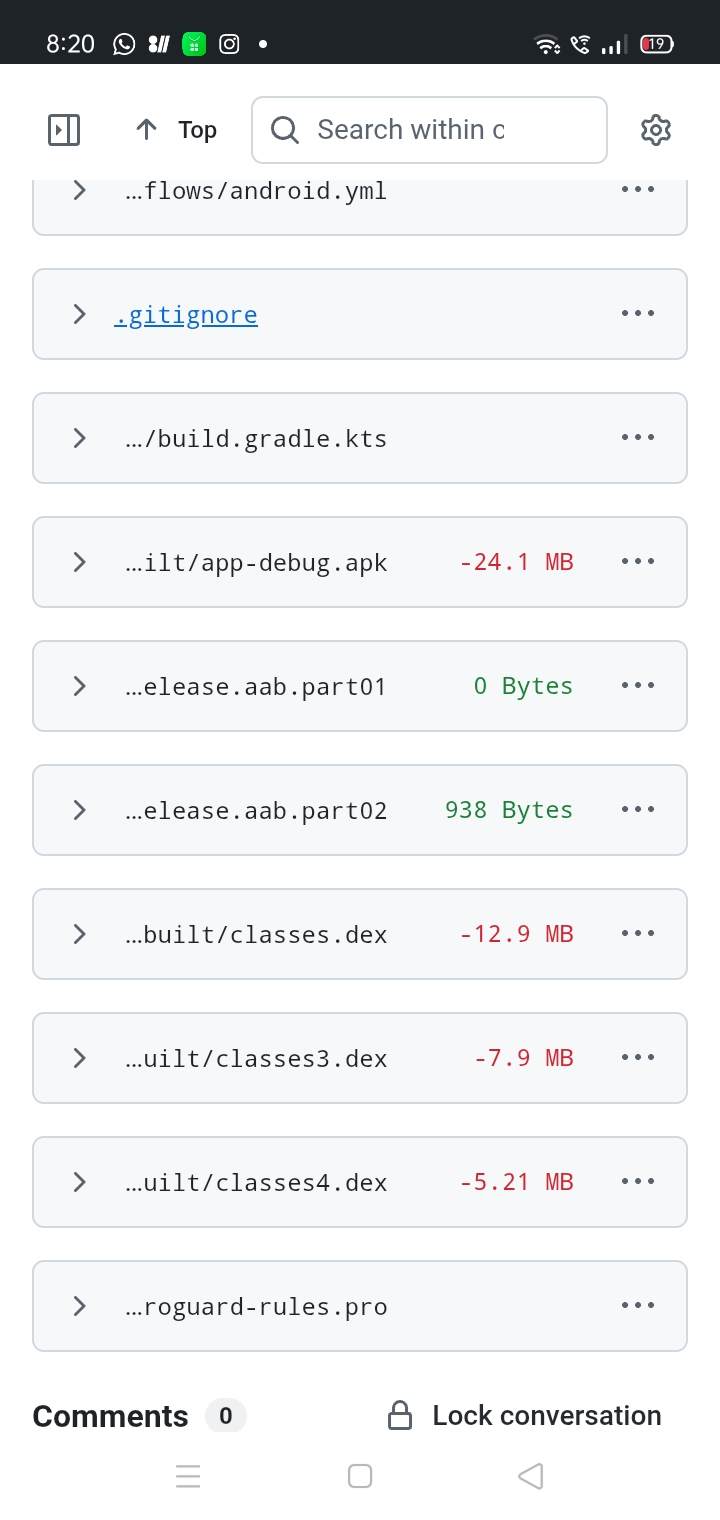 8:20
19
Top
Search within c
...flows/android.yml
.gitignore
.../build.gradle.kts
...ilt/app-debug.apk -24.1 MB
...elease.aab.part01 0 Bytes
...elease.aab.part02 938 Bytes
...built/classes.dex -12.9 MB
...uilt/classes3.dex -7.9 MB
...uilt/classes4.dex -5.21 MB
...roguard-rules.pro
Comments 0 Lock conversation